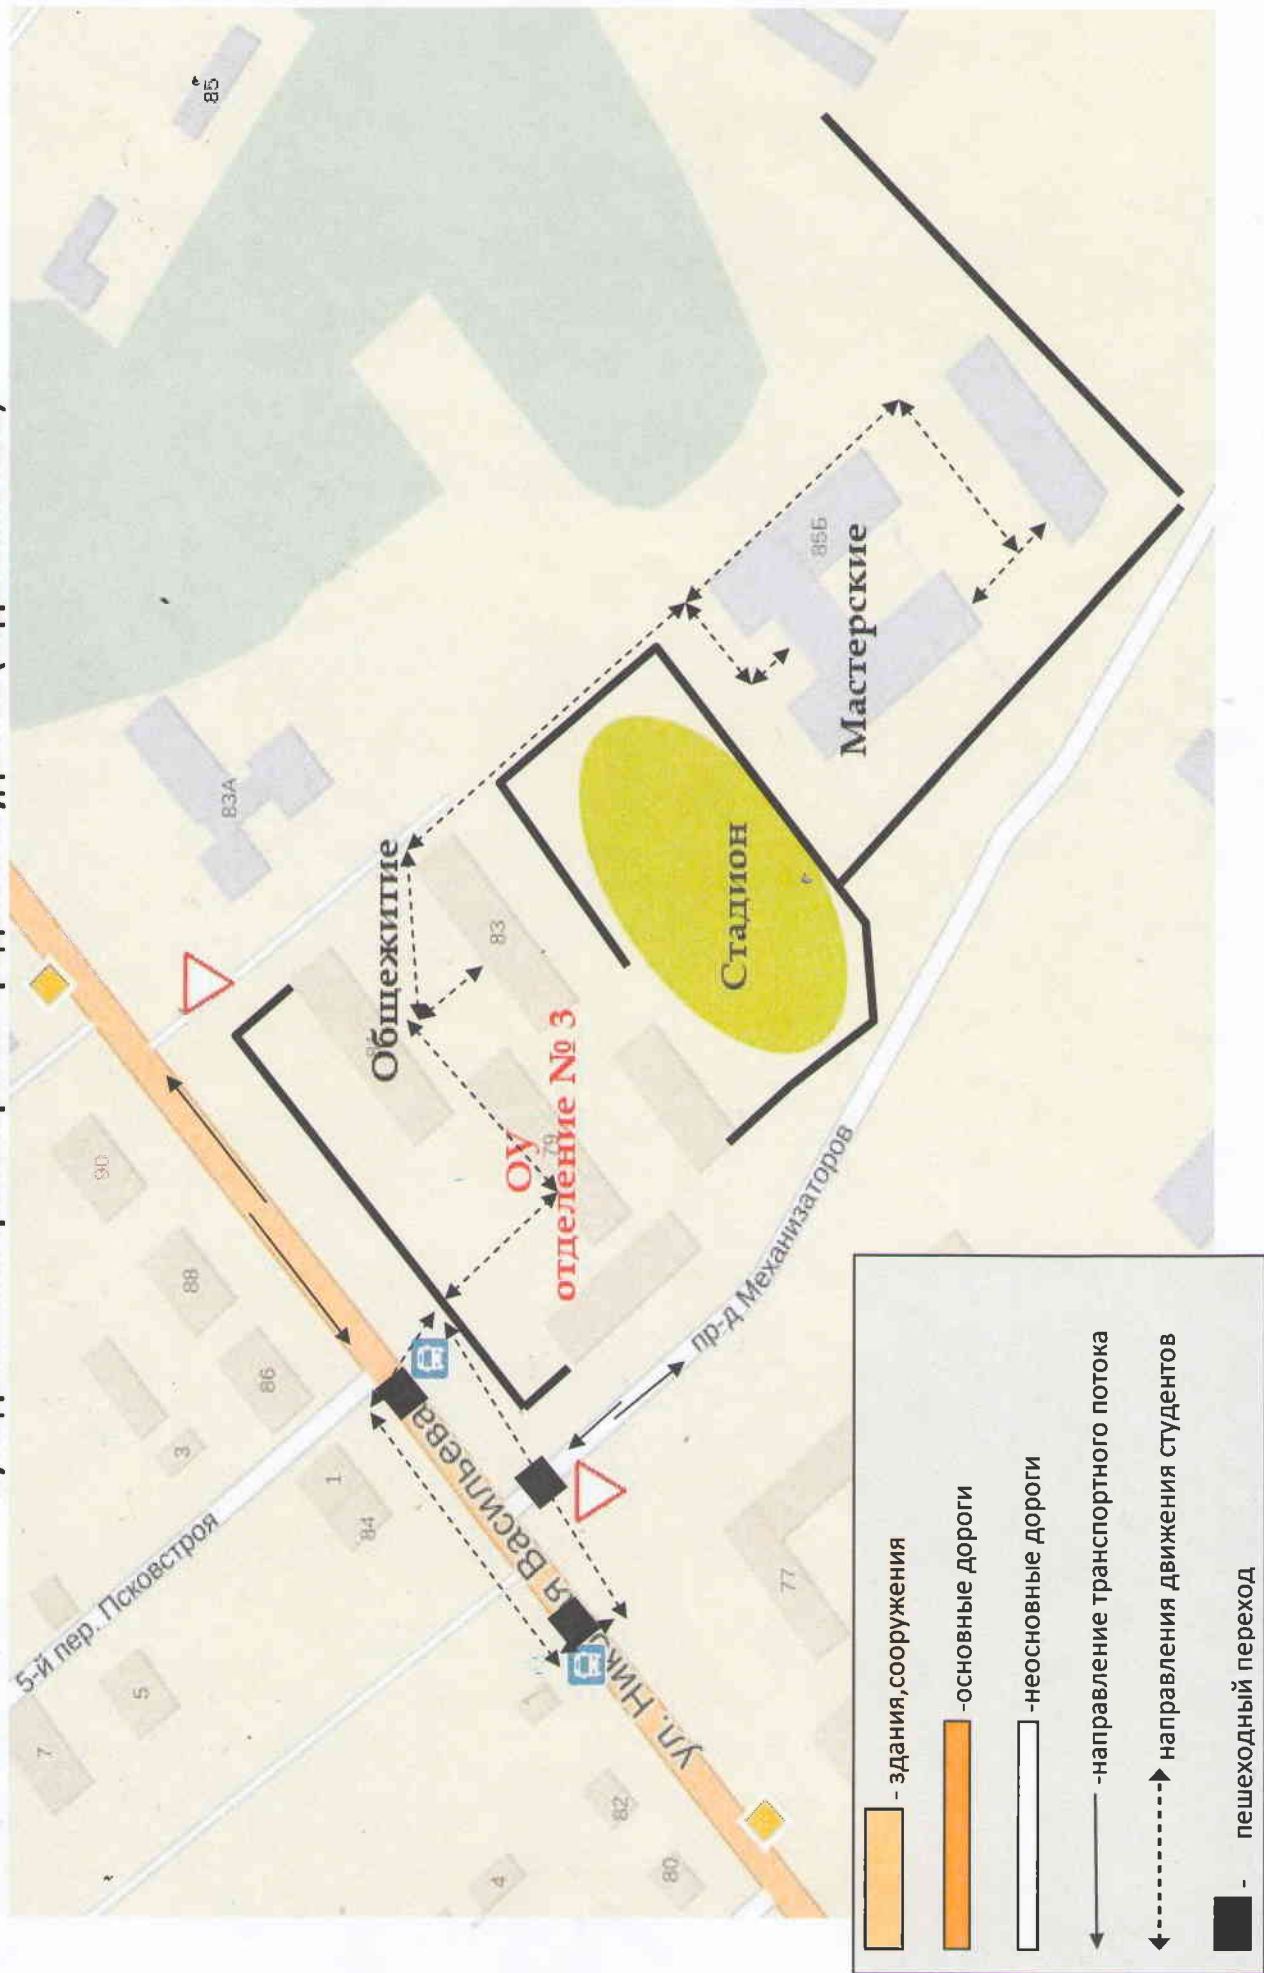 85
83А
90
88
86
3
1
84
5-й пер. Псковстроя
5
7
Общежитие
83
ОУ
79
отделение № 3
Стадион
85Б
Мастерские
пр-д Механизаторов
ул. Ник
я Васильева
77
82
80
4
- здания,сооружения
-основные дороги
-неосновные дороги
-направление транспортного потока
направления движения студентов
- пешеходный переход